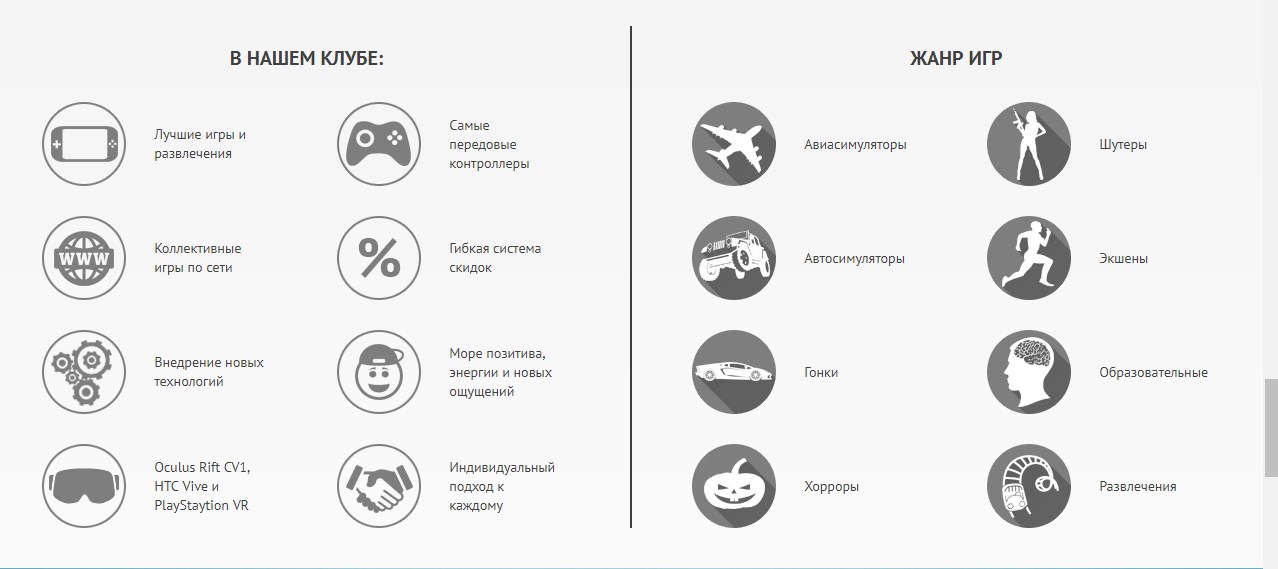 В НАШЕМ КЛУБЕ:
Лучшие игры и
развлечения
Самые
передовые
контроллеры
WWW
Коллективные
игры по сети
%
Гибкая система
скидок
Внедрение новых
технологий
Море позитива,
энергии и новых
ощущений
Oculus Rift CV1,
HTC Vive и
PlayStaytion VR
Индивидуальный
подход к
каждому
ЖАНР ИГР
Авиасимуляторы
Шутеры
Автосимуляторы
Экшены
Гонки
Образовательные
Хорроры
Развлечения